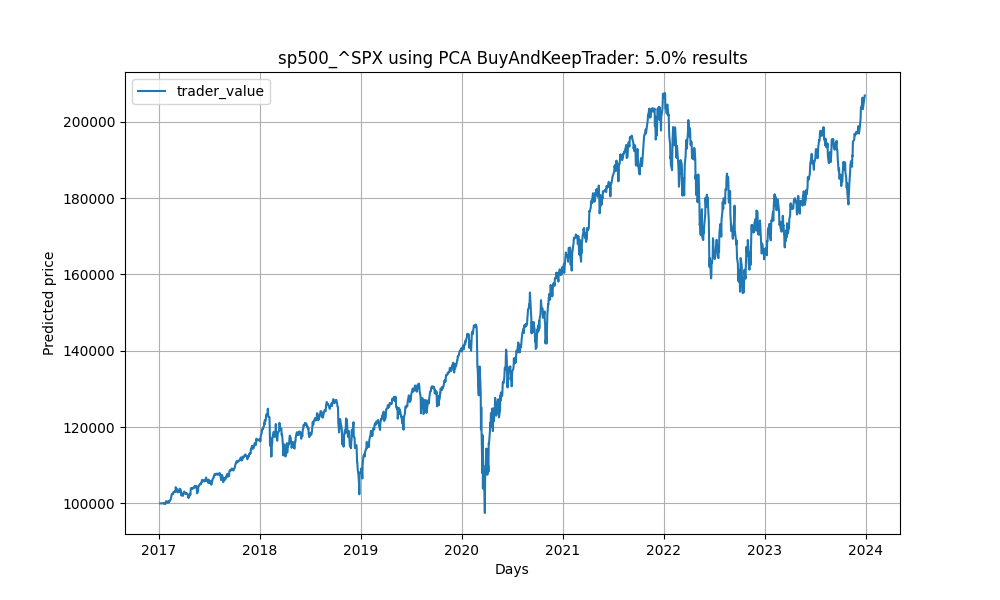 sp500_^SPX using PCA BuyAndKeepTrader: 5.0% results
trader_value
Predicted price
200000
180000
160000
140000
120000
100000
2017 2018 2019 2020 2021 2022 2023 2024
Days